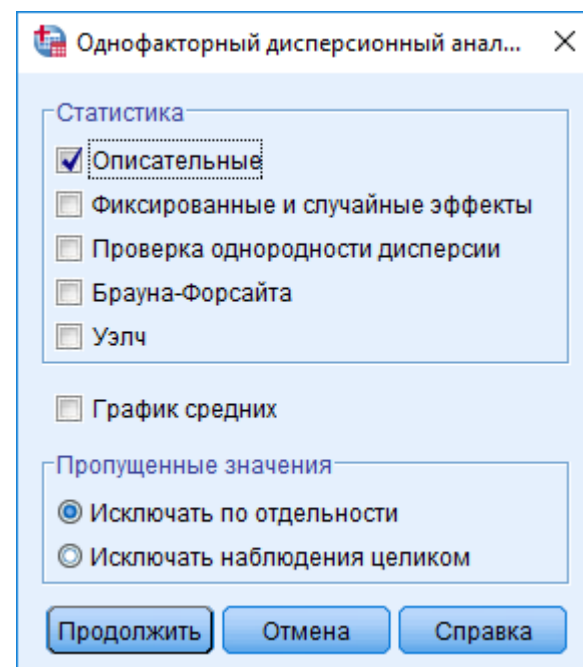 Однофакторный дисперсионный анал...
Статистика
Описательные
Фиксированные и случайные эффекты
Проверка однородности дисперсии
Брауна-Форсайта
Уэлч
График средних
Пропущенные значения
Исключать по отдельности
Исключать наблюдения целиком
Продолжить Отмена Справка